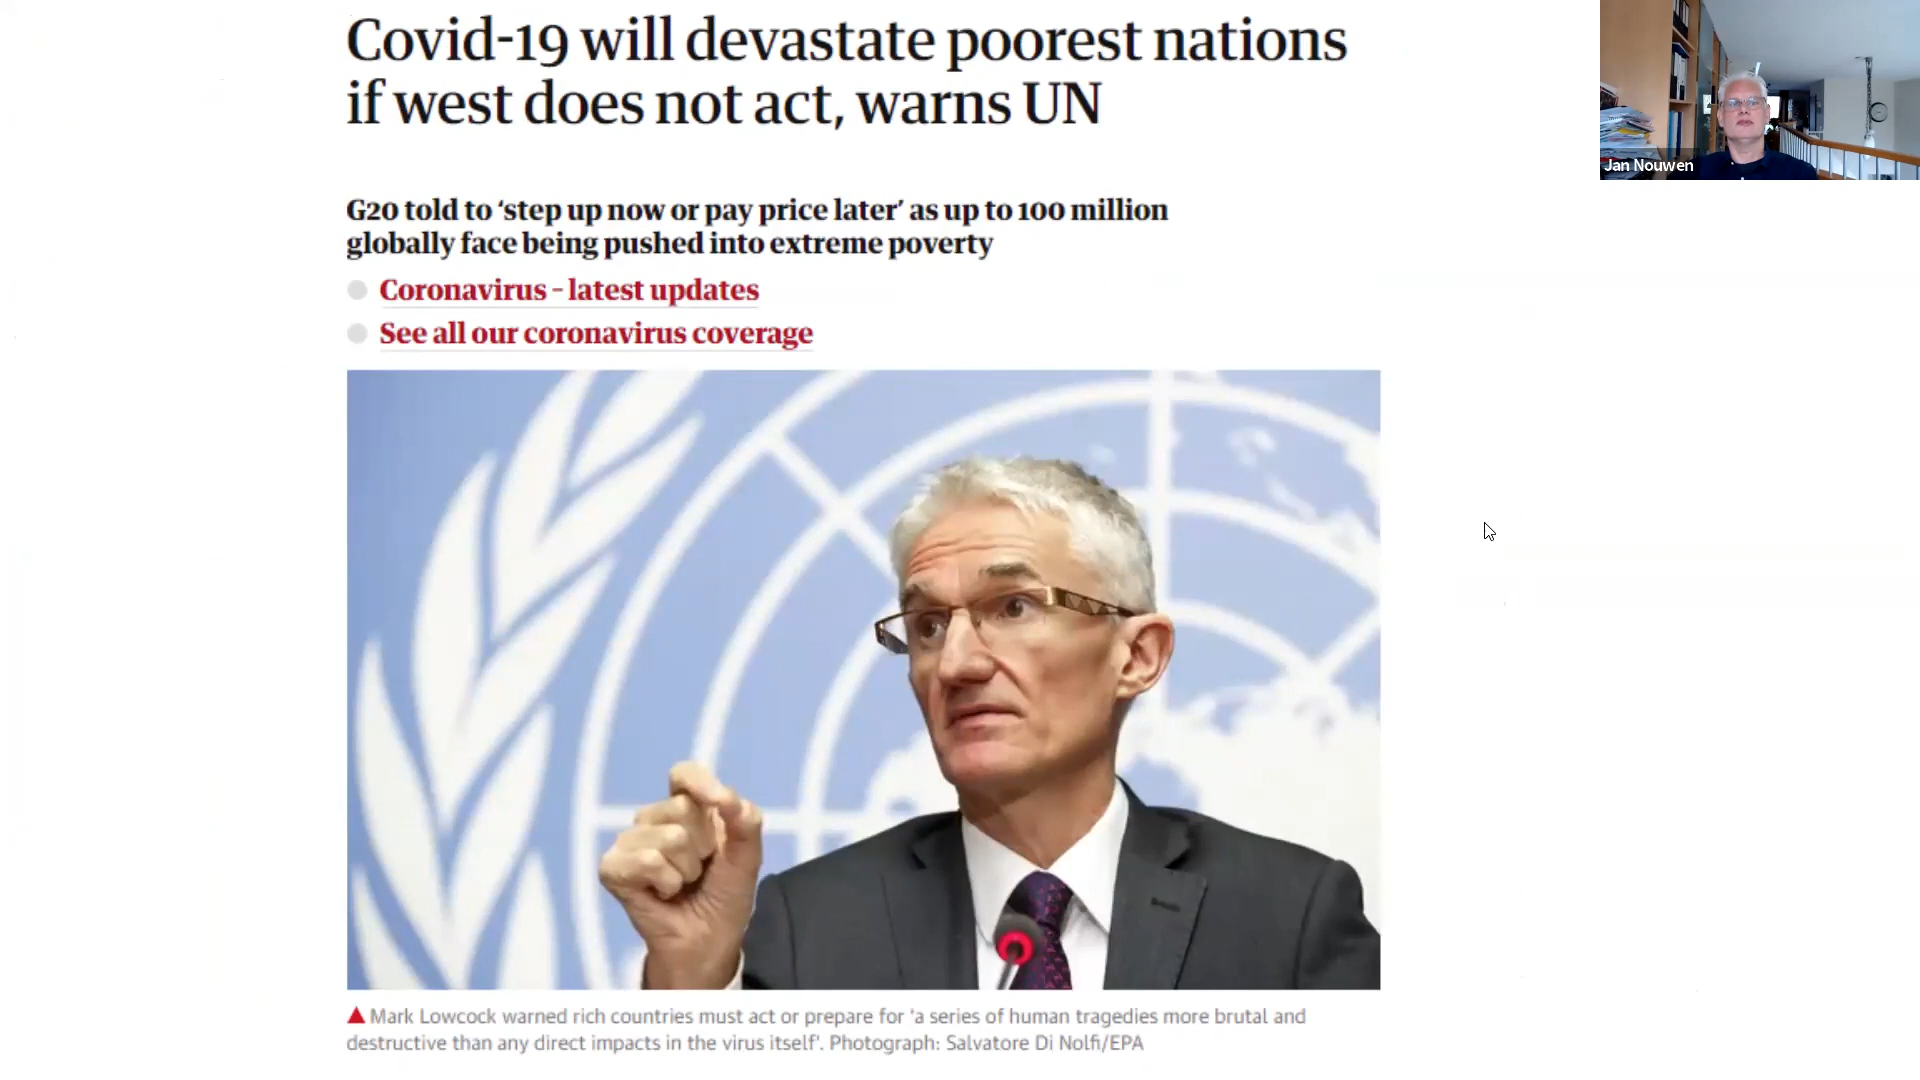 Covid-19 will devastate poorest nations
if west does not act, warns UN
Jan Nouwen
G20 told to ‘step up now or pay price later’ as up to 100 million
globally face being pushed into extreme poverty
Coronavirus – latest updates
See all our coronavirus coverage
Mark Lowcock warned rich countries must act or prepare for 'a series of human tragedies more brutal and
destructive than any direct impacts in the virus itself'. Photograph: Salvatore Di Nolfi/EPA